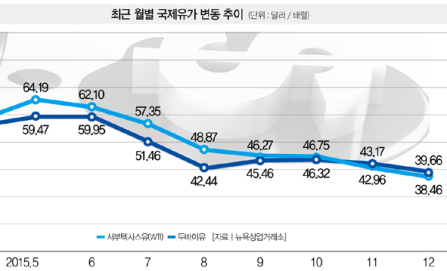 최근 월별 국제유가 변동 추이 (단위 : 달러 / 배럴)
64.19 62.10 57.35 48.87 46.27 46.75 43.17 39.66
59.47 59.95 51.46 42.44 45.46 46.32 42.96 38.46
서부텍사스유(WTI) 두바이유 [자료 | 뉴욕상업거래소]
2015.5 6 7 8 9 10 11 12